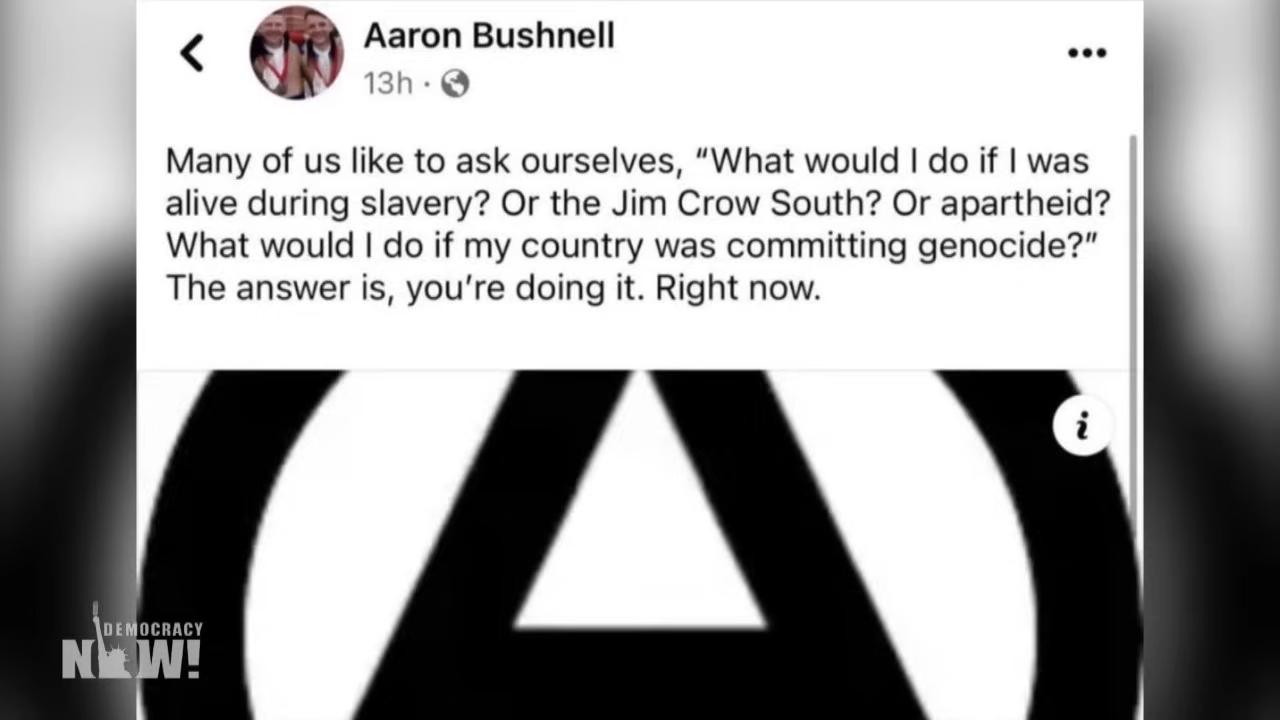 Aaron Bushnell
13h ·
Many of us like to ask ourselves, “What would I do if I was
alive during slavery? Or the Jim Crow South? Or apartheid?
What would I do if my country was committing genocide?”
The answer is, you’re doing it. Right now.
i
DEMOCRACY
NOW!